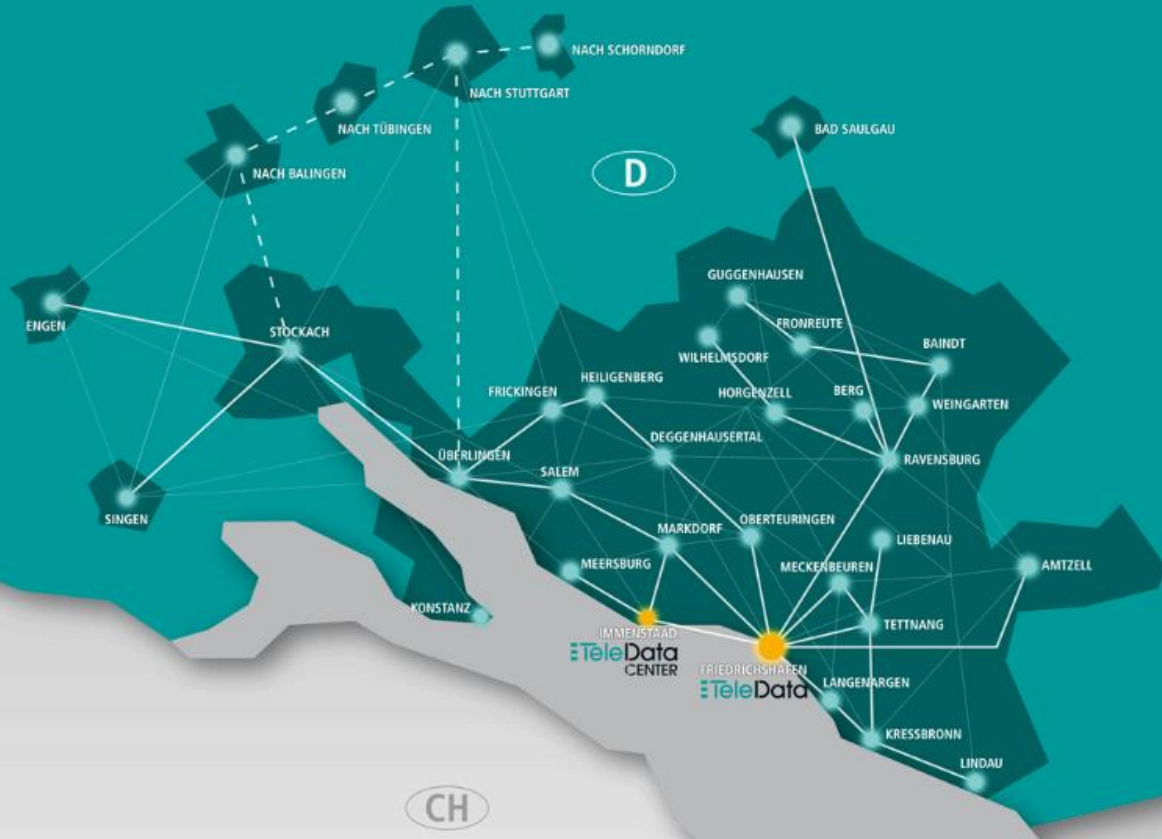 NACH SCHORNDORF
NACH STUTTGART
NACH TÜBINGEN
BAD SAULGAU
NACH BALINGEN
D
GUGGENHAUSEN
ENGEN
STOCKACH
FRONREUTE
BAINDT
WILHELMSDORF
HEILIGENBERG
FRICKINGEN
HORGENZELL
BERG
WEINGARTEN
DEGGENHAUSERTAL
ÜBERLINGEN
SALEM
RAVENSBURG
SINGEN
OBERTEURINGEN
MARKDORF
LIEBENAU
MEERSBURG
MECKENBEUREN
AMTZELL
KONSTANZ
TETTNANG
IMMENSTAAD
TeleData
CENTER
FRIEDRICHSHAFEN
TeleData
LANGENARGEN
KRESSBRONN
LINDAU
CH